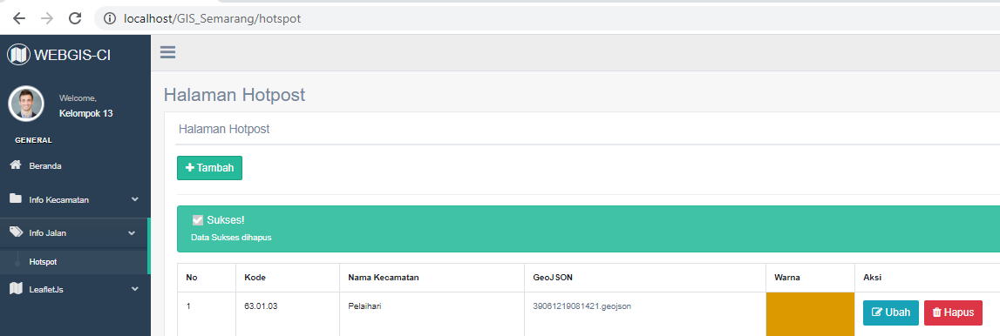 localhost/GIS_Semarang/hotspot
WEBGIS-CI
Welcome,
Kelompok 13
GENERAL
Beranda
Info Kecamatan
Info Jalan
Hotspot
LeafletJs
Halaman Hotpost
Halaman Hotpost
Tambah
Sukses!
Data Sukses dihapus
No Kode Nama Kecamatan GeoJSON Warna Aksi
1 63.01.03 Pelaihari 39061219081421.geojson Ubah Hapus